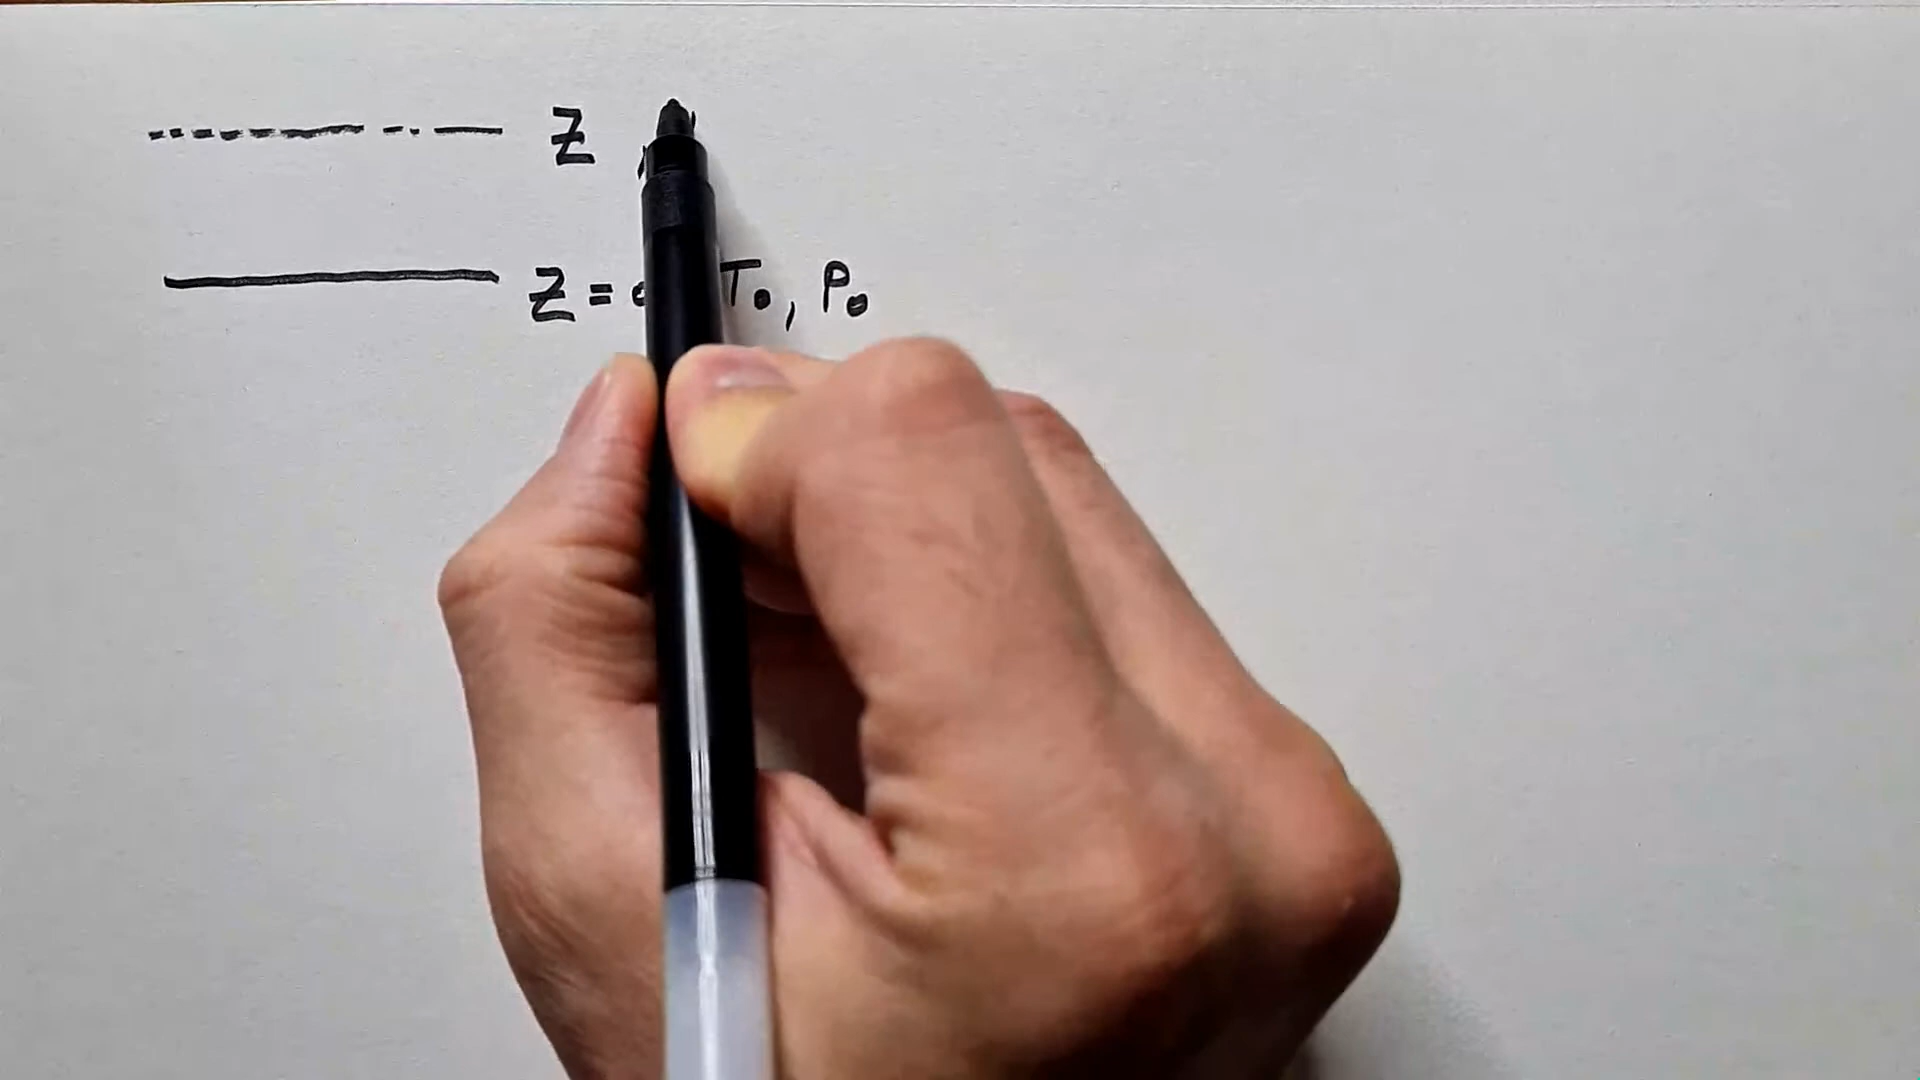 Z ,
Z = T₀, P₀